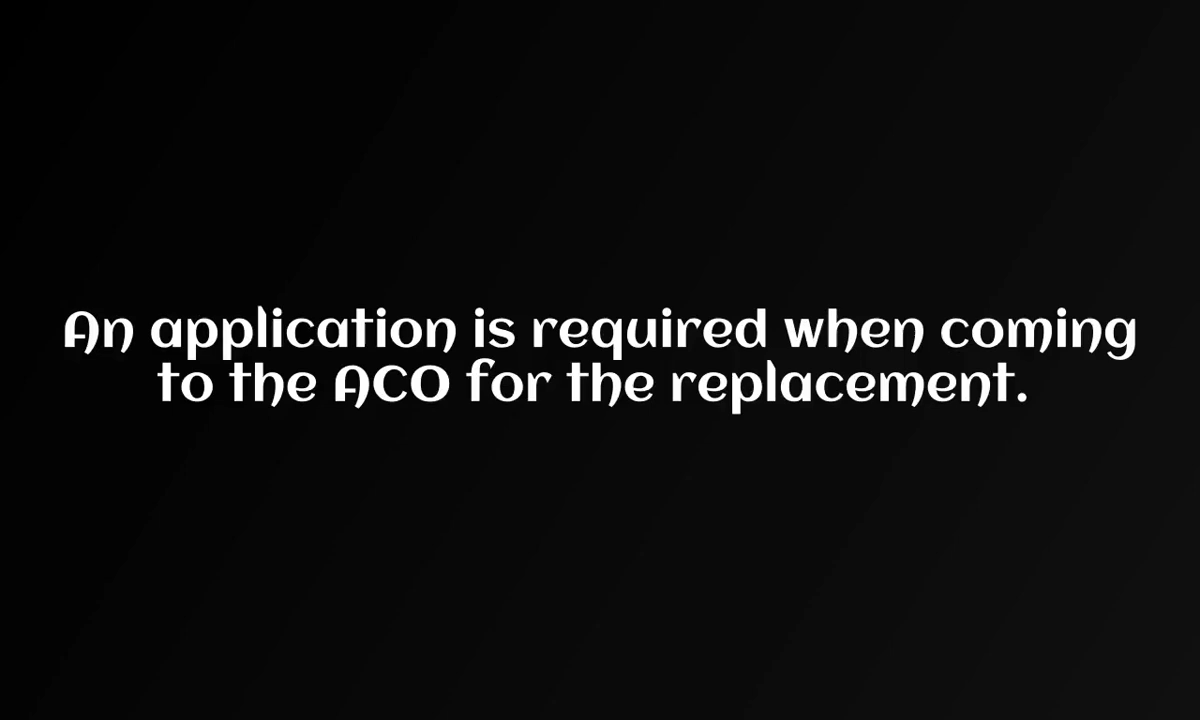 An application is required when coming
to the ACO for the replacement.